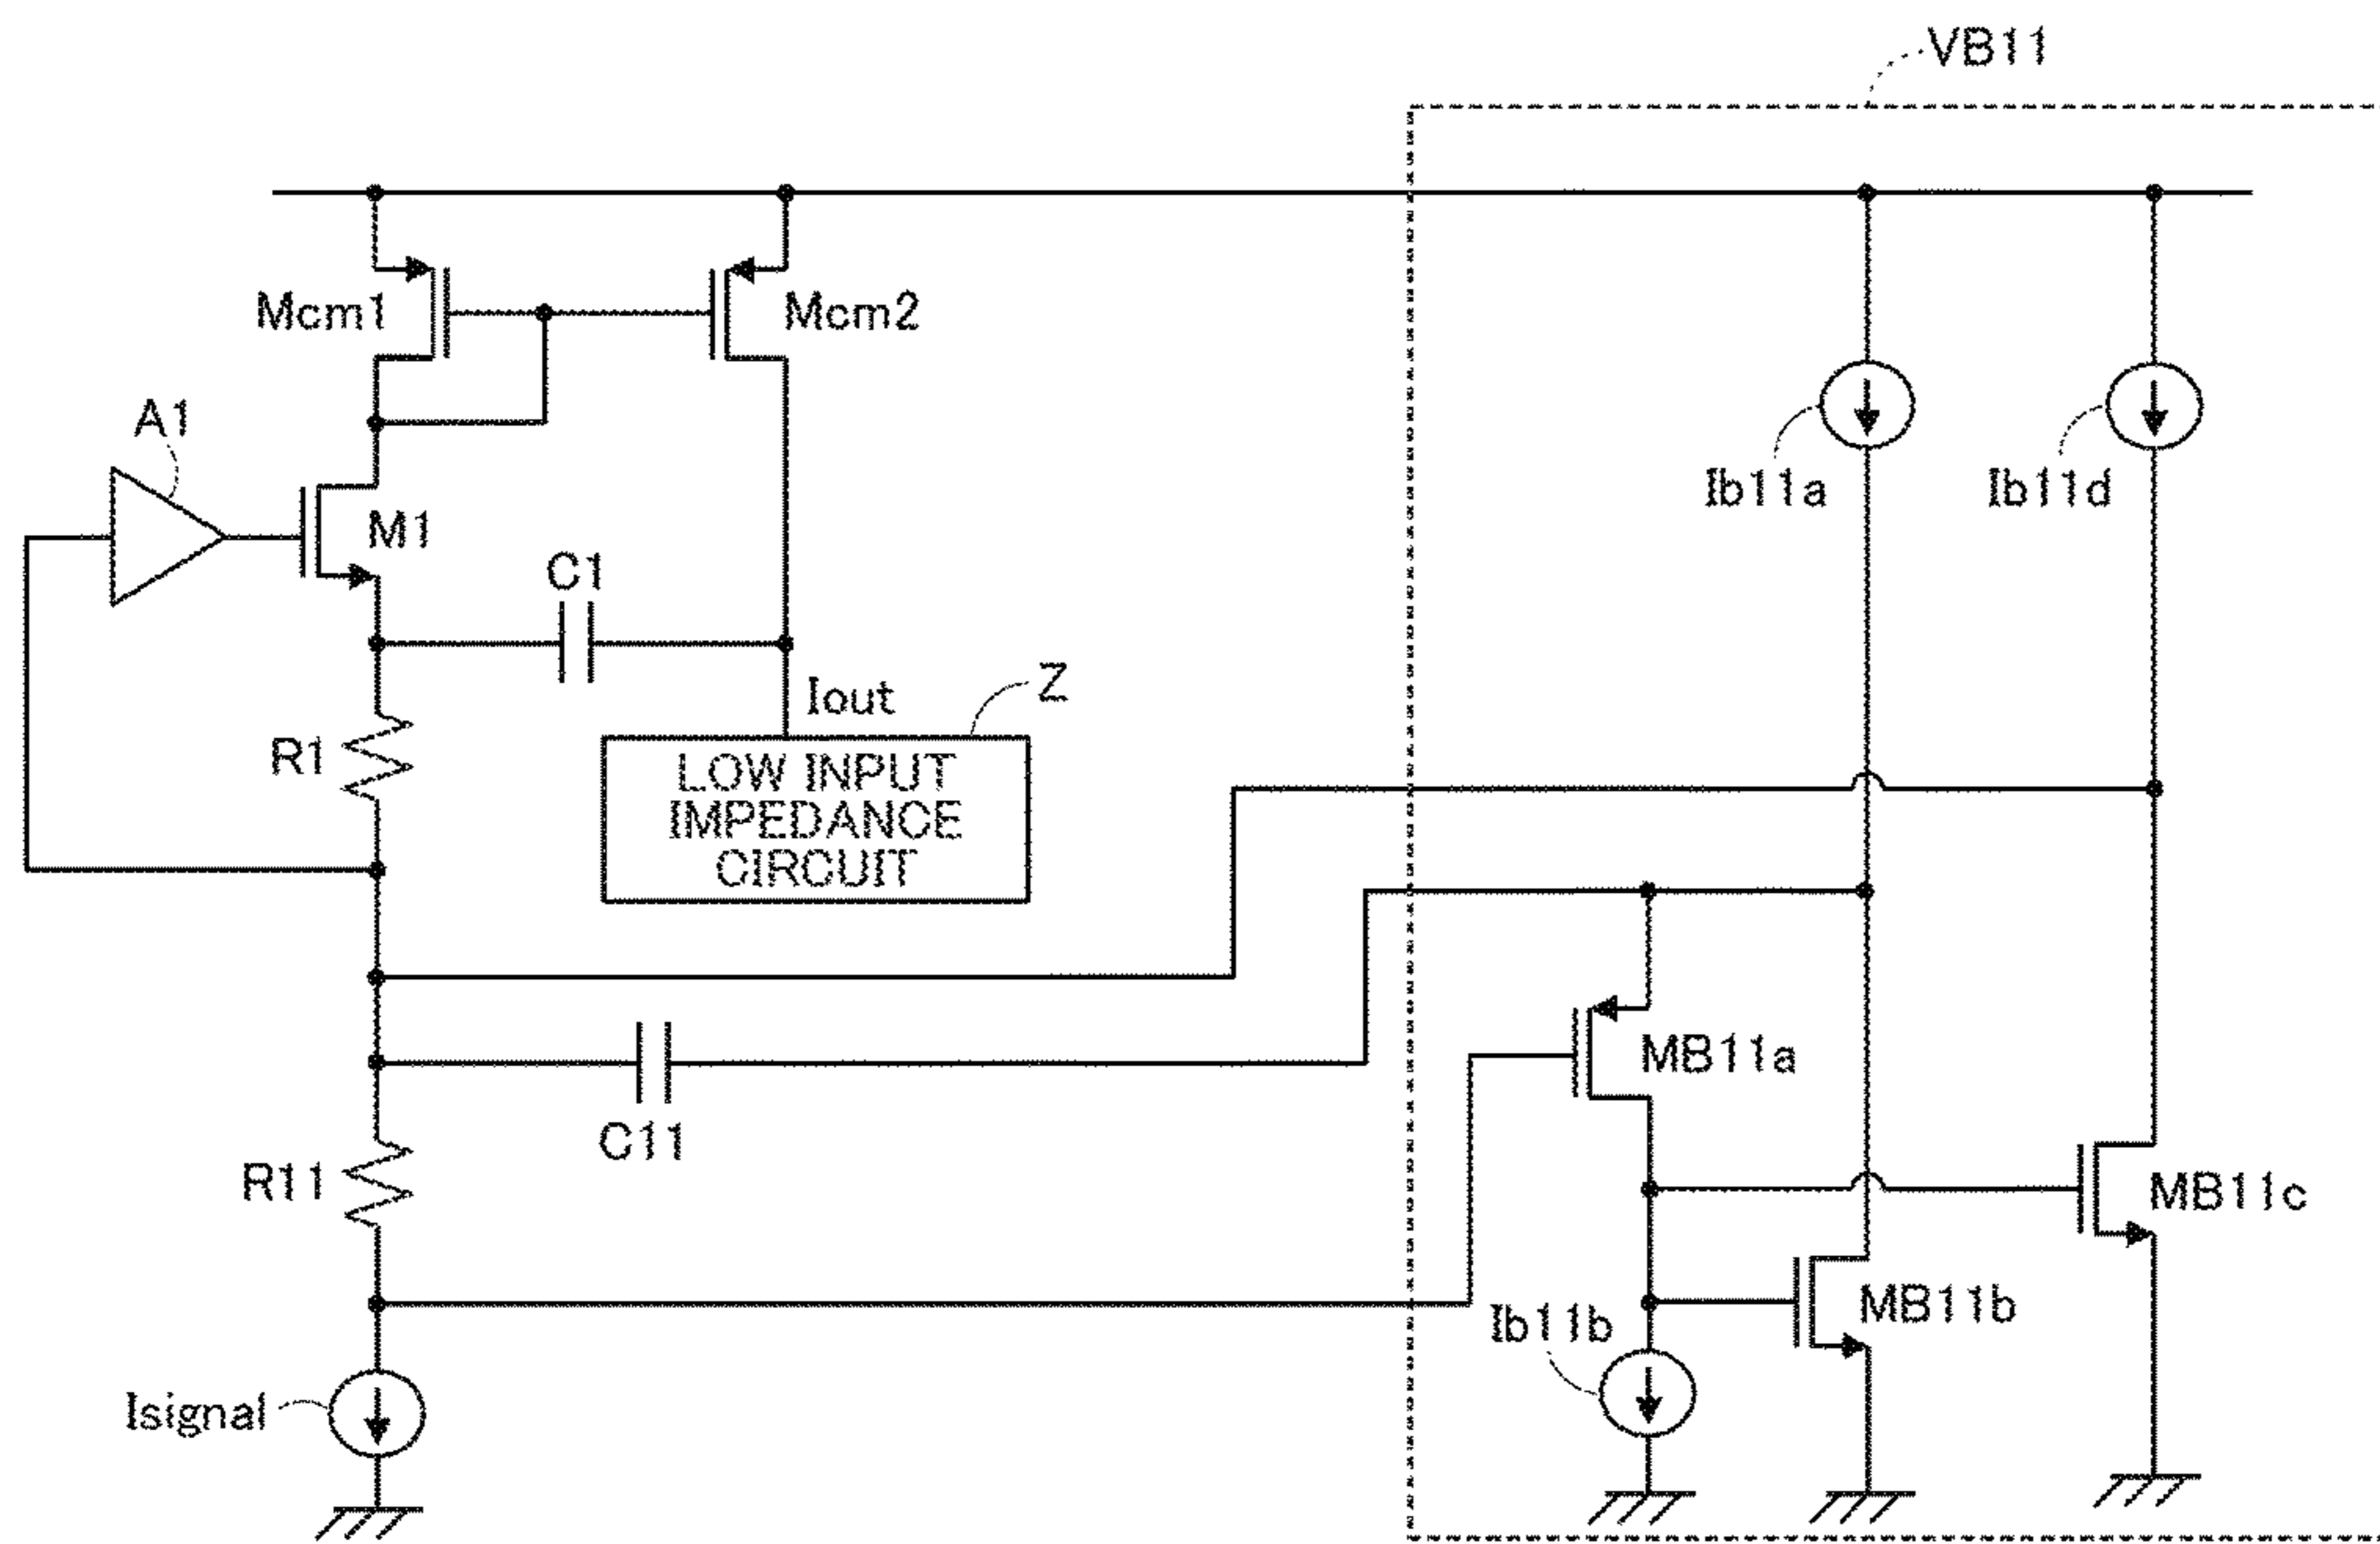 VB11
Mcm1
Mcm2
A1
Ib11a
Ib11d
M1
C1
Iout
Z
R1
LOW INPUT
IMPEDANCE
CIRCUIT
MB11a
C11
R11
MB11c
Ib11b
MB11b
Isignal